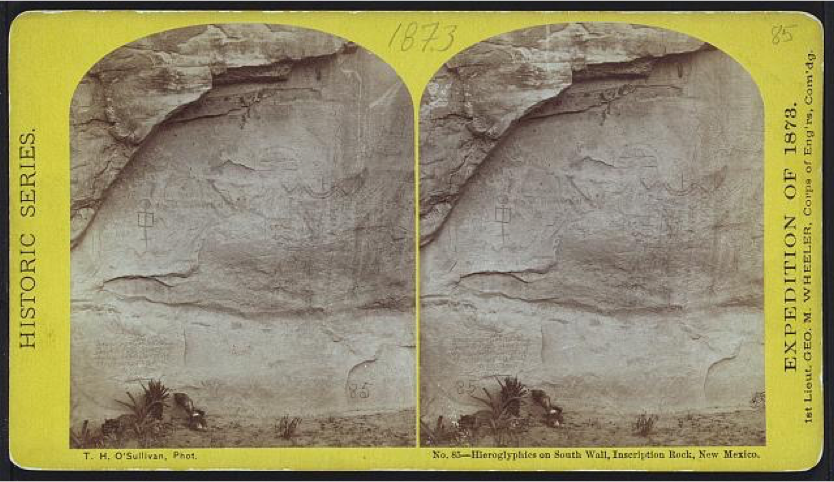 1873
85
HISTORIC SERIES.
85
85
EXPEDITION OF 1873.
1st Lieut. GEO. M. WHEELER, Corps of Eng'rs, Com'dg.
T. H. O'Sullivan, Phot.
No. 85—Hieroglyphics on South Wall, Inscription Rock, New Mexico.